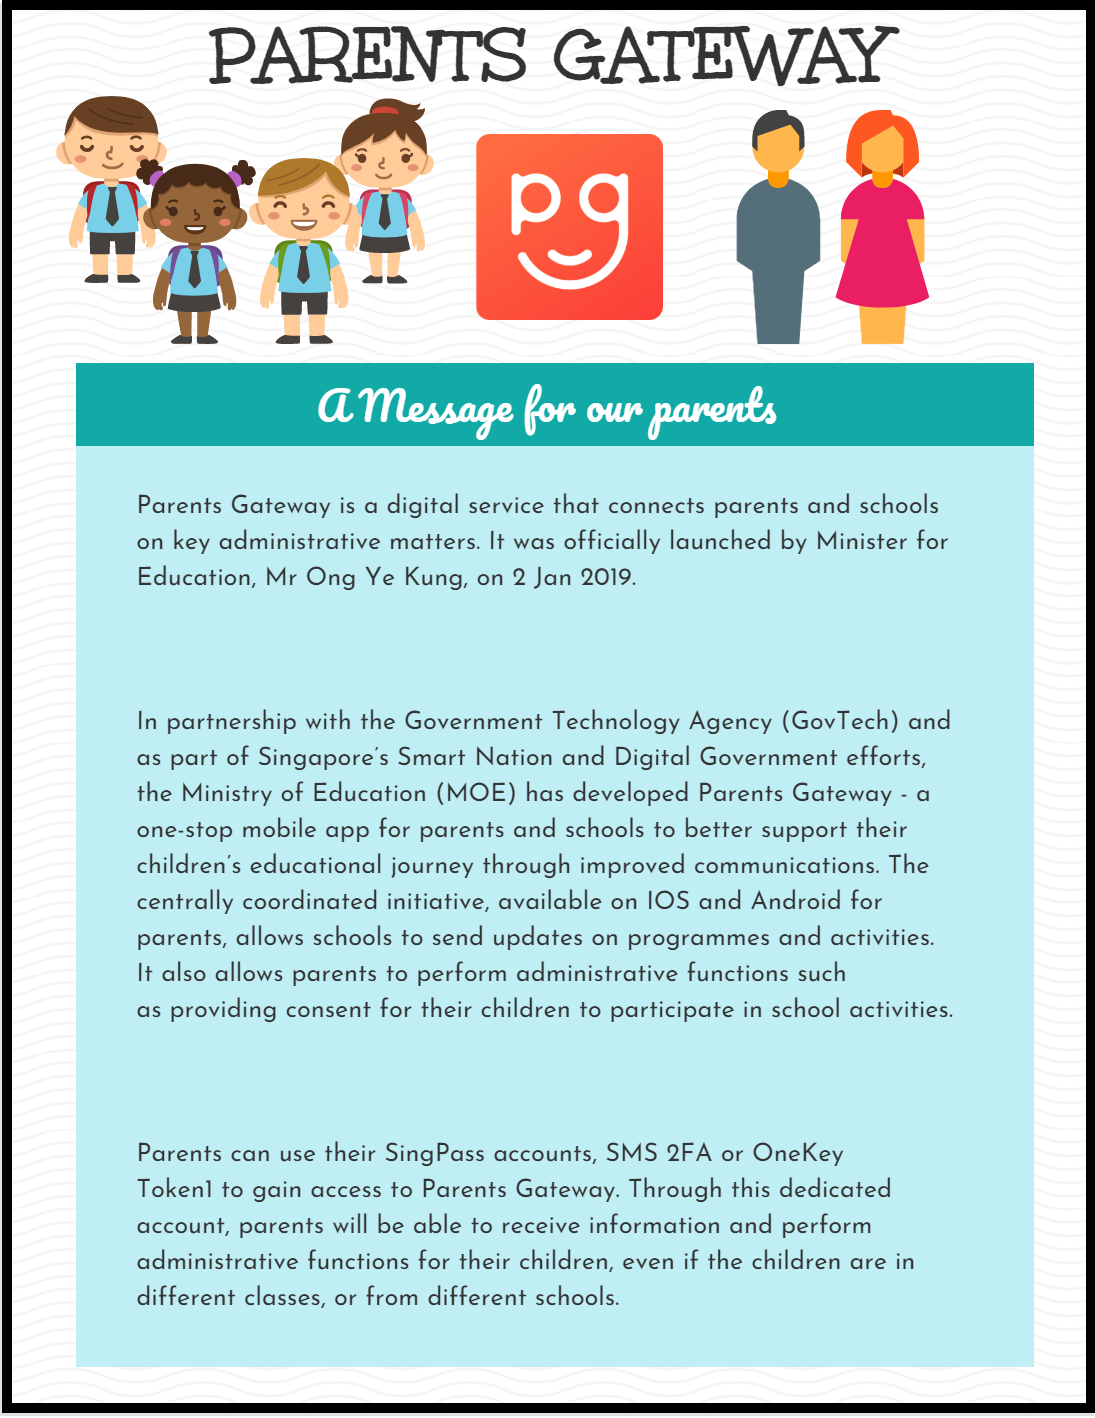 PARENTS GATEWAY
A Message for our parents
Parents Gateway is a digital service that connects parents and schools
on key administrative matters. It was officially launched by Minister for
Education, Mr Ong Ye Kung, on 2 Jan 2019.
In partnership with the Government Technology Agency (GovTech) and
as part of Singapore's Smart Nation and Digital Government efforts,
the Ministry of Education (MOE) has developed Parents Gateway - a
one-stop mobile app for parents and schools to better support their
children's educational journey through improved communications. The
centrally coordinated initiative, available on IOS and Android for
parents, allows schools to send updates on programmes and activities.
It also allows parents to perform administrative functions such
as providing consent for their children to participate in school activities.
Parents can use their SingPass accounts, SMS 2FA or OneKey
Token1 to gain access to Parents Gateway. Through this dedicated
account, parents will be able to receive information and perform
administrative functions for their children, even if the children are in
different classes, or from different schools.